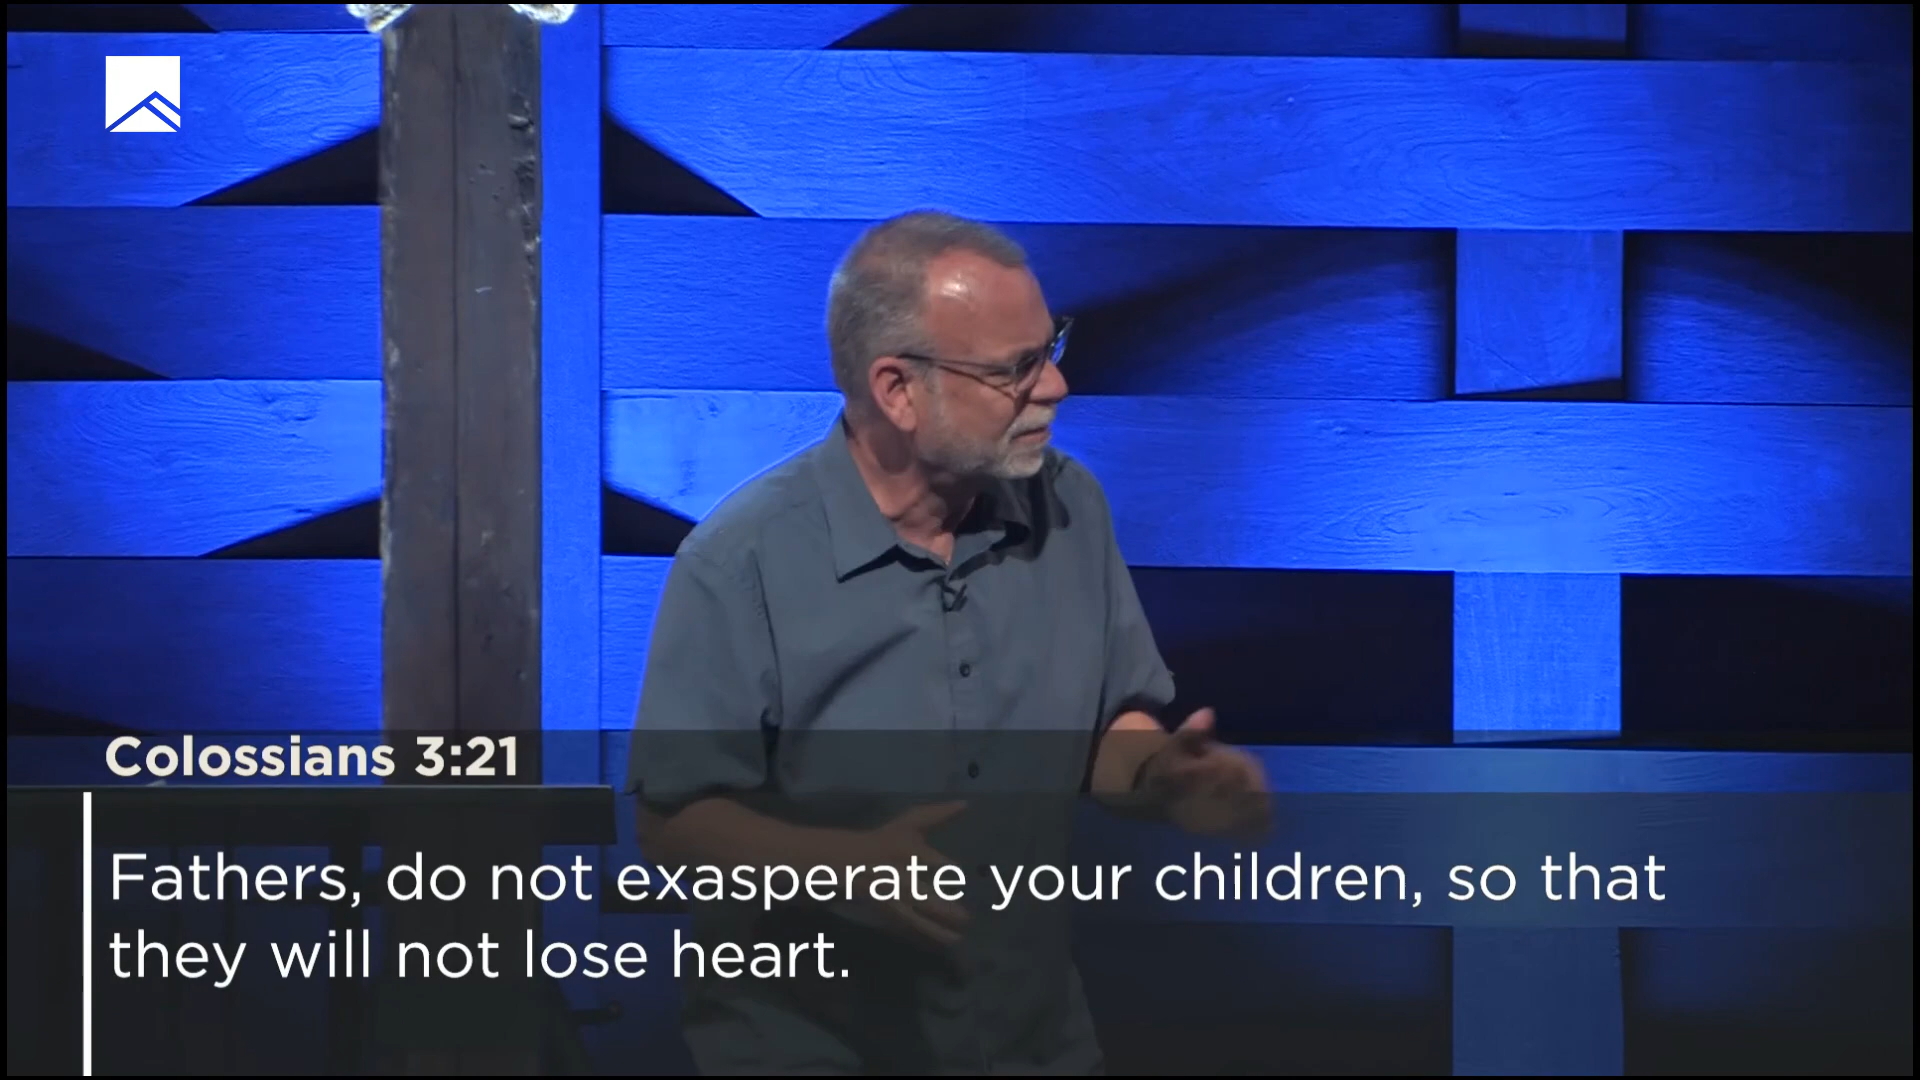 Colossians 3:21
Fathers, do not exasperate your children, so that
they will not lose heart.